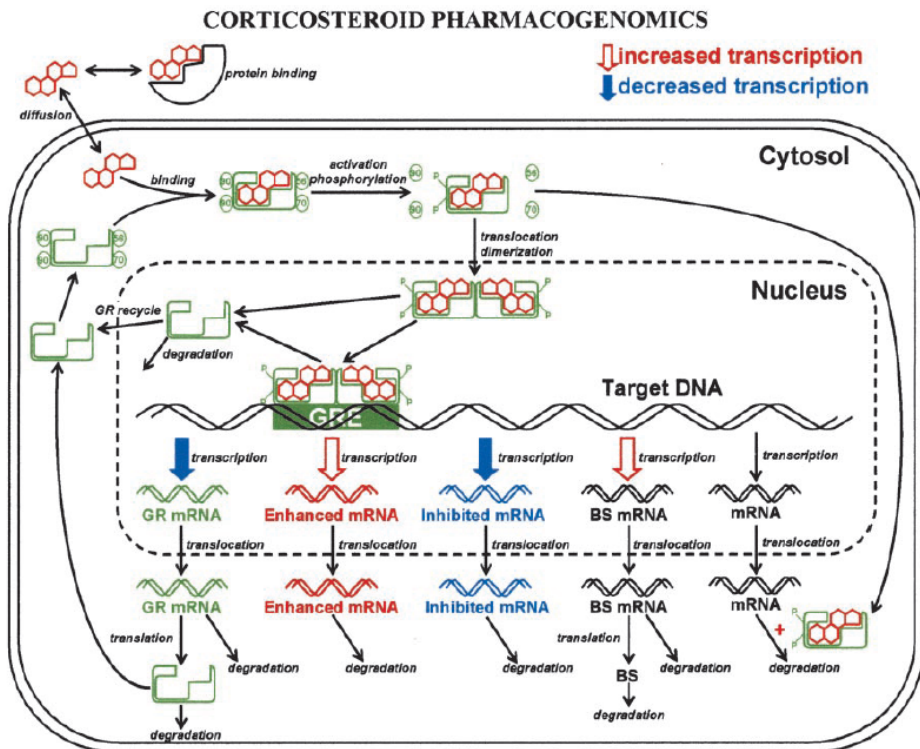 CORTICOSTEROID PHARMACOGENOMICS
increased transcription
decreased transcription
protein binding
diffusion
Cytosol
binding
90
56
90
70
activation
phosphorylation
90
56
90
70
P
P
90
56
90
70
translocation
dimerization
Nucleus
P
P
P
P
GR recycle
degradation
P
P
P
P
GRE
Target DNA
transcription
transcription
transcription
transcription
transcription
GR mRNA
Enhanced mRNA
Inhibited mRNA
BS mRNA
mRNA
translocation
translocation
translocation
translocation
translocation
GR mRNA
Enhanced mRNA
Inhibited mRNA
BS mRNA
mRNA
+
P
P
translation
degradation
degradation
degradation
translation
degradation
degradation
BS
degradation
degradation